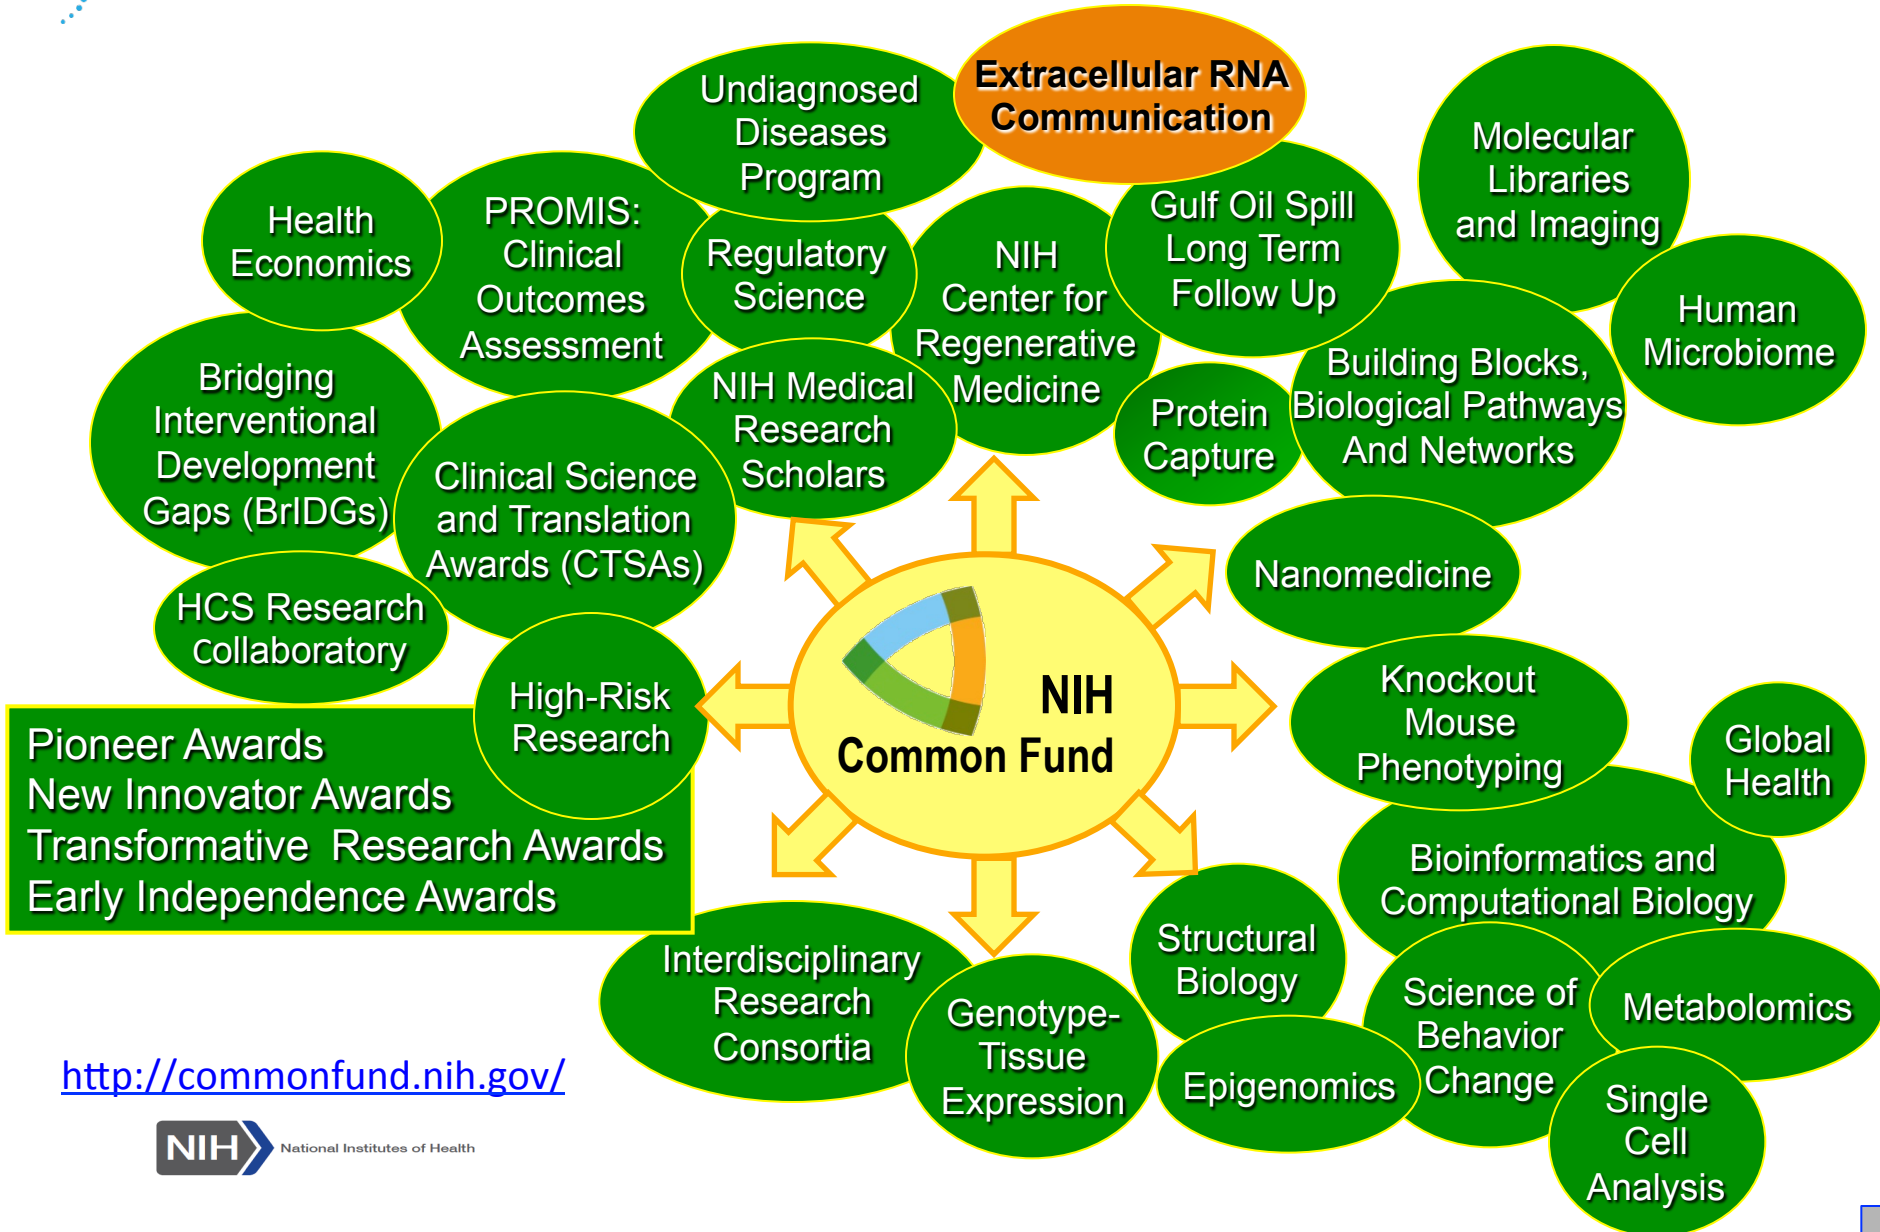 Extracellular RNA
Communication
Undiagnosed
Diseases
Program
Molecular
Libraries
and Imaging
Health
Economics
PROMIS:
Clinical
Outcomes
Assessment
Regulatory
Science
NIH
Center for
Regenerative
Medicine
Gulf Oil Spill
Long Term
Follow Up
Human
Microbiome
Bridging
Interventional
Development
Gaps (BrIDGs)
Clinical Science
and Translation
Awards (CTSAs)
NIH Medical
Research
Scholars
Protein
Capture
Building Blocks,
Biological Pathways
And Networks
Nanomedicine
HCS Research
Collaboratory
High-Risk
Research
NIH
Common Fund
Knockout
Mouse
Phenotyping
Global
Health
Pioneer Awards
New Innovator Awards
Transformative Research Awards
Early Independence Awards
Bioinformatics and
Computational Biology
Interdisciplinary
Research
Consortia
Genotype-
Tissue
Expression
Structural
Biology
Epigenomics
Science of
Behavior
Change
Metabolomics
Single
Cell
Analysis
http://commonfund.nih.gov/
NIH National Institutes of Health